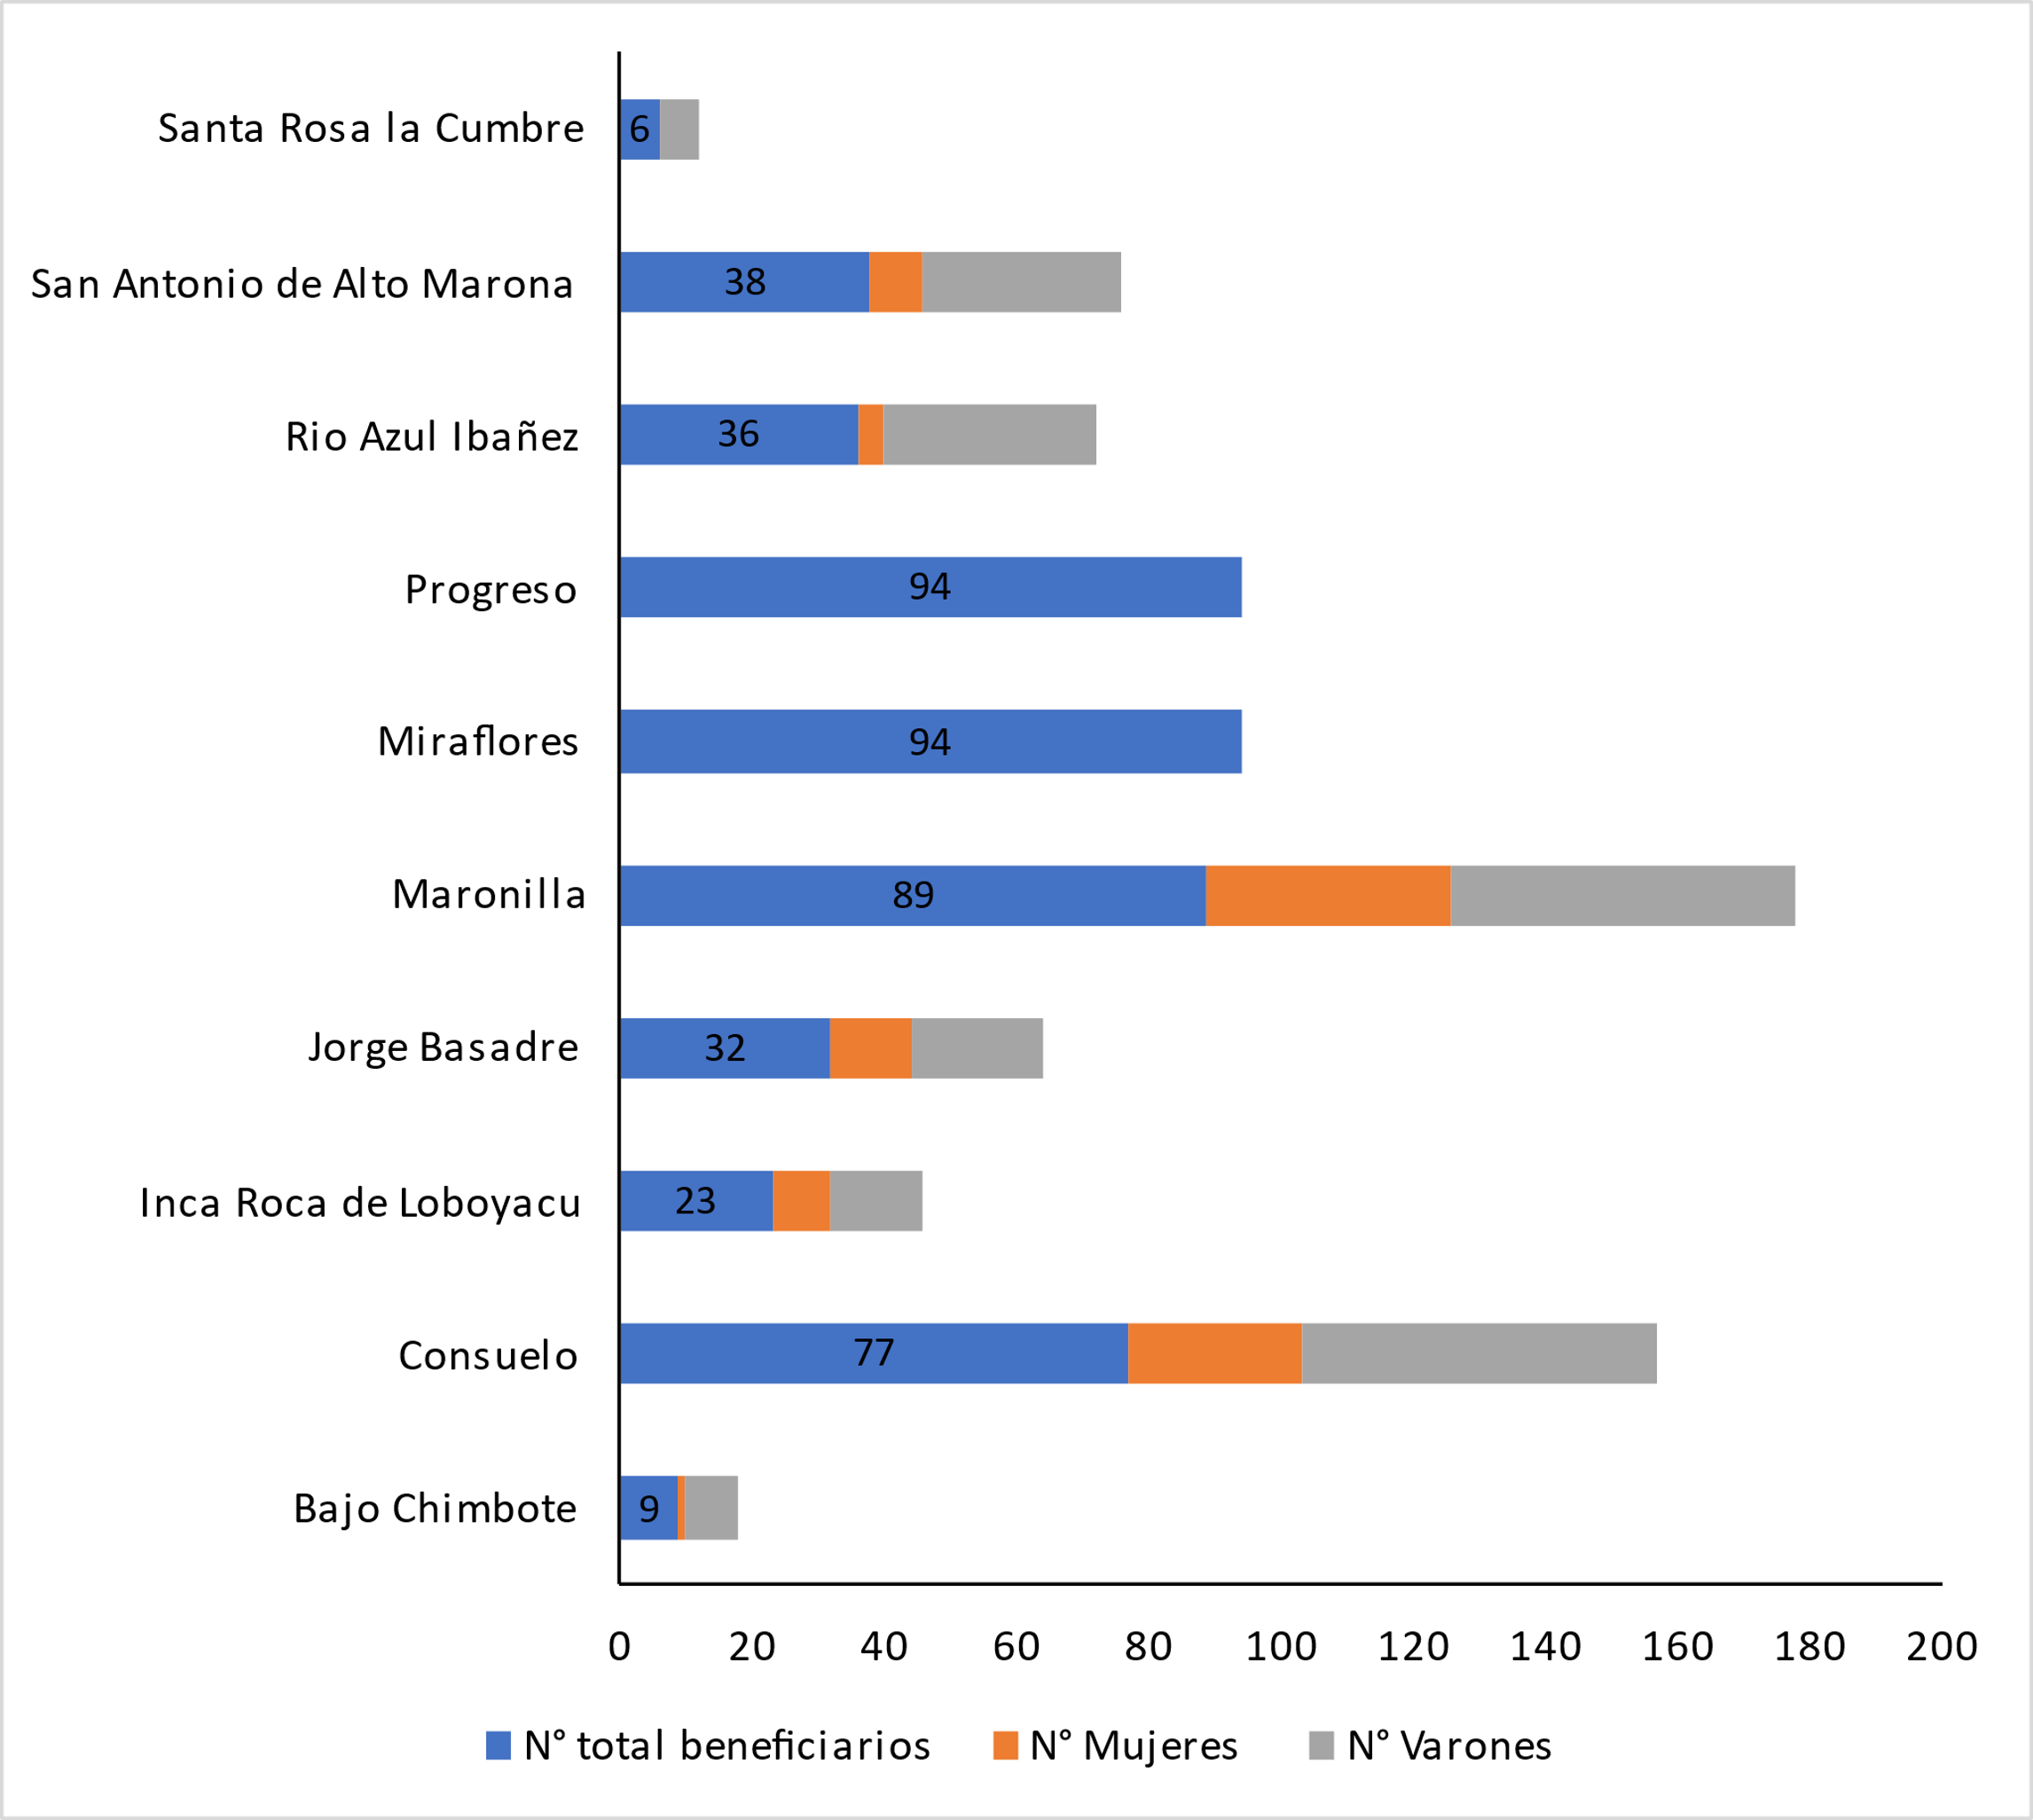 Santa Rosa la Cumbre 6
San Antonio de Alto Marona 38
Rio Azul Ibañez 36
Progreso 94
Miraflores 94
Maronilla 89
Jorge Basadre 32
Inca Roca de Loboyacu 23
Consuelo 77
Bajo Chimbote 9
0 20 40 60 80 100 120 140 160 180 200
N° total beneficiarios N° Mujeres N° Varones